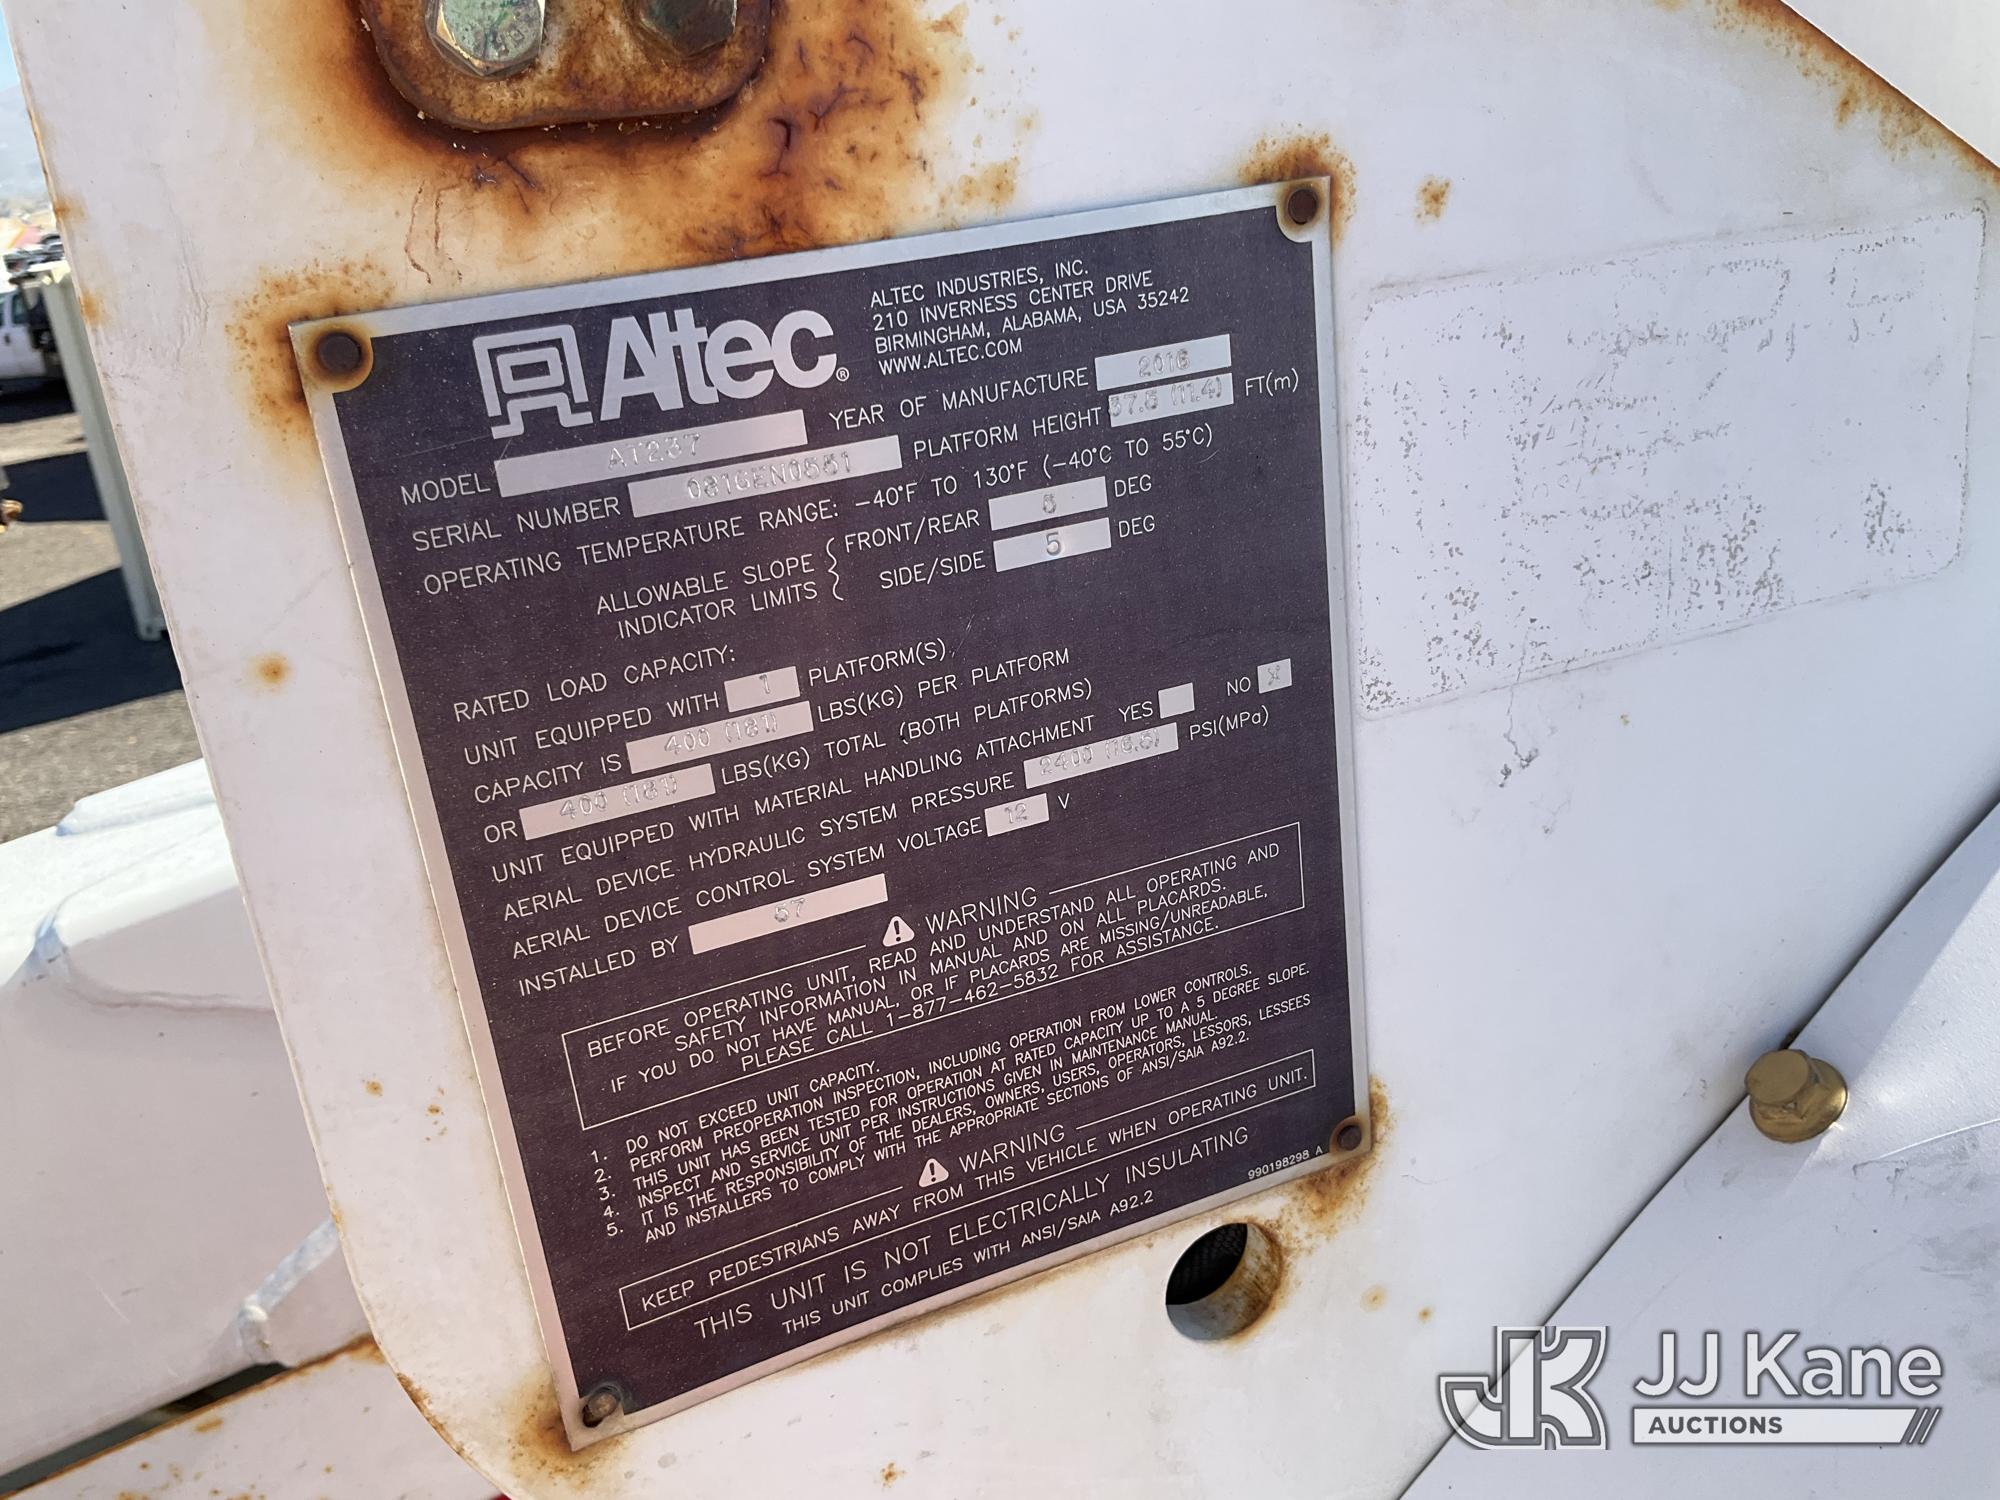 Altec®
ALTEC INDUSTRIES, INC.
210 INVERNESS CENTER DRIVE
BIRMINGHAM, ALABAMA, USA 35242
WWW.ALTEC.COM
MODEL AT237 YEAR OF MANUFACTURE 2016
SERIAL NUMBER PLATFORM HEIGHT 37.5 (11.4) FT(m)
OPERATING TEMPERATURE RANGE: -40°F TO 130°F (-40°C TO 55°C)
ALLOWABLE SLOPE INDICATOR LIMITS { FRONT/REAR 5 DEG
SIDE/SIDE 5 DEG
RATED LOAD CAPACITY:
UNIT EQUIPPED WITH 1 PLATFORM(S),
CAPACITY IS 400 (181) LBS(KG) PER PLATFORM
OR 400 (181) LBS(KG) TOTAL (BOTH PLATFORMS)
UNIT EQUIPPED WITH MATERIAL HANDLING ATTACHMENT YES NO X
AERIAL DEVICE HYDRAULIC SYSTEM PRESSURE 2400 (16.5) PSI(MPa)
AERIAL DEVICE CONTROL SYSTEM VOLTAGE 12 V
INSTALLED BY 57
⚠ WARNING
BEFORE OPERATING UNIT, READ AND UNDERSTAND ALL OPERATING AND
SAFETY INFORMATION IN MANUAL AND ON ALL PLACARDS.
IF YOU DO NOT HAVE MANUAL, OR IF PLACARDS ARE MISSING/UNREADABLE,
PLEASE CALL 1-877-462-5832 FOR ASSISTANCE.
1. DO NOT EXCEED UNIT CAPACITY.
2. PERFORM PREOPERATION INSPECTION, INCLUDING OPERATION FROM LOWER CONTROLS.
3. THIS UNIT HAS BEEN TESTED FOR OPERATION AT RATED CAPACITY UP TO A 5 DEGREE SLOPE.
4. INSPECT AND SERVICE UNIT PER INSTRUCTIONS GIVEN IN MAINTENANCE MANUAL.
5. IT IS THE RESPONSIBILITY OF THE DEALERS, OWNERS, USERS, OPERATORS, LESSORS, LESSEES
AND INSTALLERS TO COMPLY WITH THE APPROPRIATE SECTIONS OF ANSI/SAIA A92.2.
⚠ WARNING
KEEP PEDESTRIANS AWAY FROM THIS VEHICLE WHEN OPERATING UNIT.
THIS UNIT IS NOT ELECTRICALLY INSULATING
THIS UNIT COMPLIES WITH ANSI/SAIA A92.2
990198298 A
JK JJ Kane
AUCTIONS